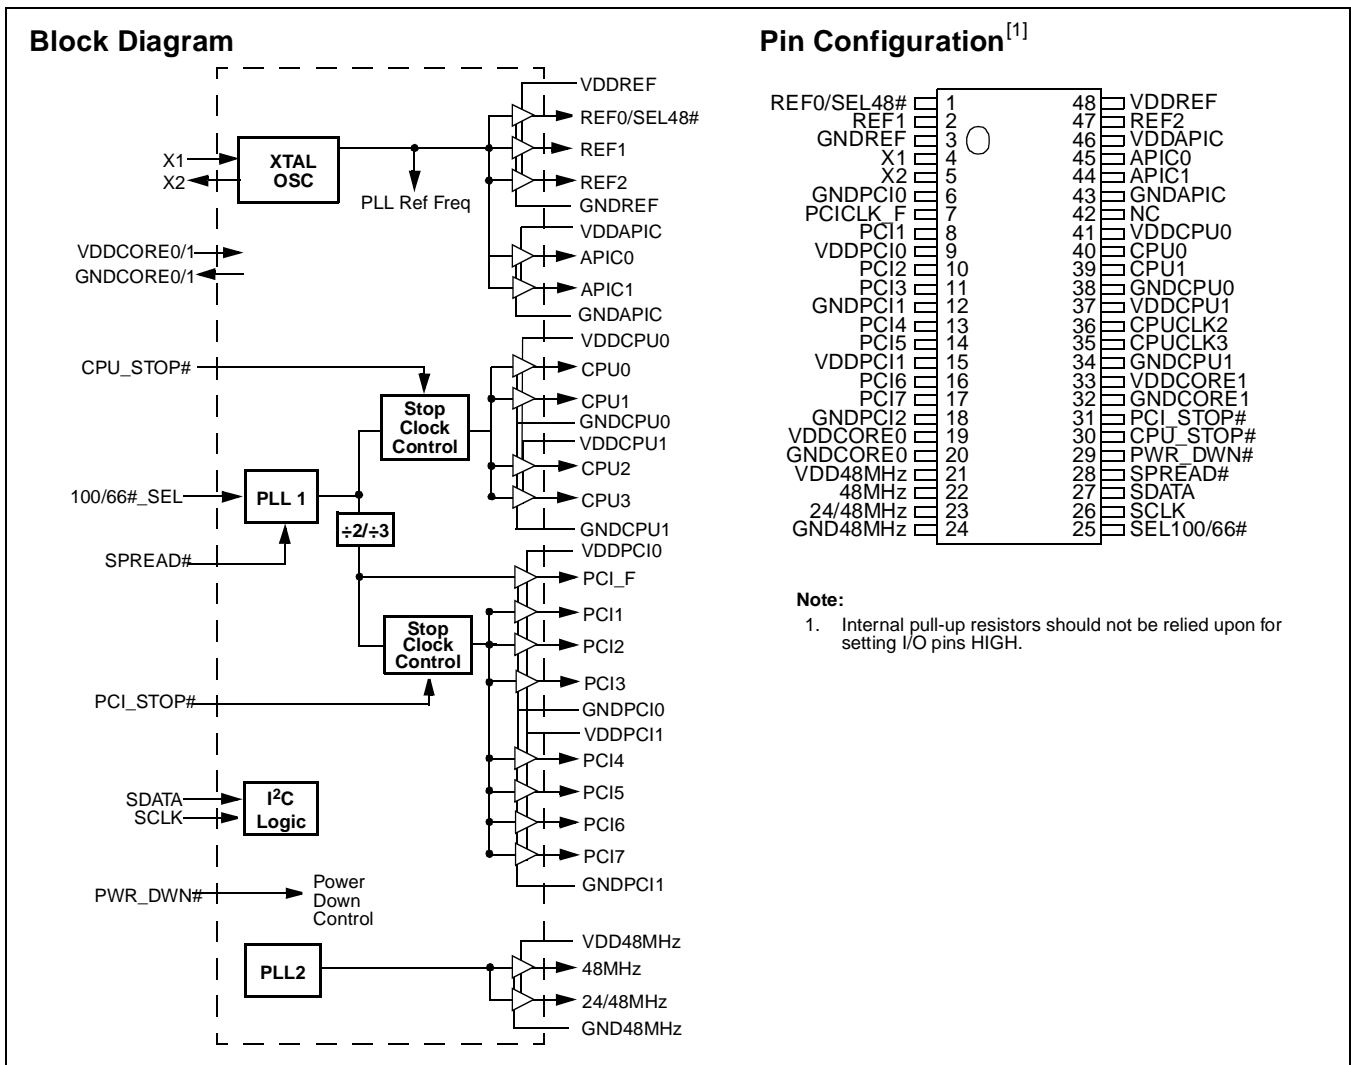 Block Diagram
VDDREF
REF0/SEL48#
X1
X2
XTAL
OSC
REF1
REF2
PLL Ref Freq
GNDREF
VDDAPIC
VDDCORE0/1
GNDCORE0/1
APIC0
APIC1
GNDAPIC
VDDCPU0
CPU_STOP#
CPU0
Stop
Clock
Control
CPU1
GNDCPU0
VDDCPU1
CPU2
CPU3
100/66#_SEL
PLL 1
÷2/÷3
GNDCPU1
SPREAD#
VDDPCI0
PCI_F
PCI1
Stop
Clock
Control
PCI2
PCI3
PCI_STOP#
GNDPCI0
VDDPCI1
PCI4
SDATA
SCLK
I2C
Logic
PCI5
PCI6
PCI7
GNDPCI1
PWR_DWN#
Power
Down
Control
VDD48MHz
PLL2
48MHz
24/48MHz
GND48MHz
Pin Configuration[1]
REF0/SEL48# 1 48 VDDREF
REF1 2 47 REF2
GNDREF 3 46 VDDAPIC
X1 4 45 APIC0
X2 5 44 APIC1
GNDPCI0 6 43 GNDAPIC
PCICLK_F 7 42 NC
PCI1 8 41 VDDCPU0
VDDPCI0 9 40 CPU0
PCI2 10 39 CPU1
PCI3 11 38 GNDCPU0
GNDPCI1 12 37 VDDCPU1
PCI4 13 36 CPUCLK2
PCI5 14 35 CPUCLK3
VDDPCI1 15 34 GNDCPU1
PCI6 16 33 VDDCORE1
PCI7 17 32 GNDCORE1
GNDPCI2 18 31 PCI_STOP#
VDDCORE0 19 30 CPU_STOP#
GNDCORE0 20 29 PWR_DWN#
VDD48MHz 21 28 SPREAD#
48MHz 22 27 SDATA
24/48MHz 23 26 SCLK
GND48MHz 24 25 SEL100/66#
Note:
1. Internal pull-up resistors should not be relied upon for
setting I/O pins HIGH.